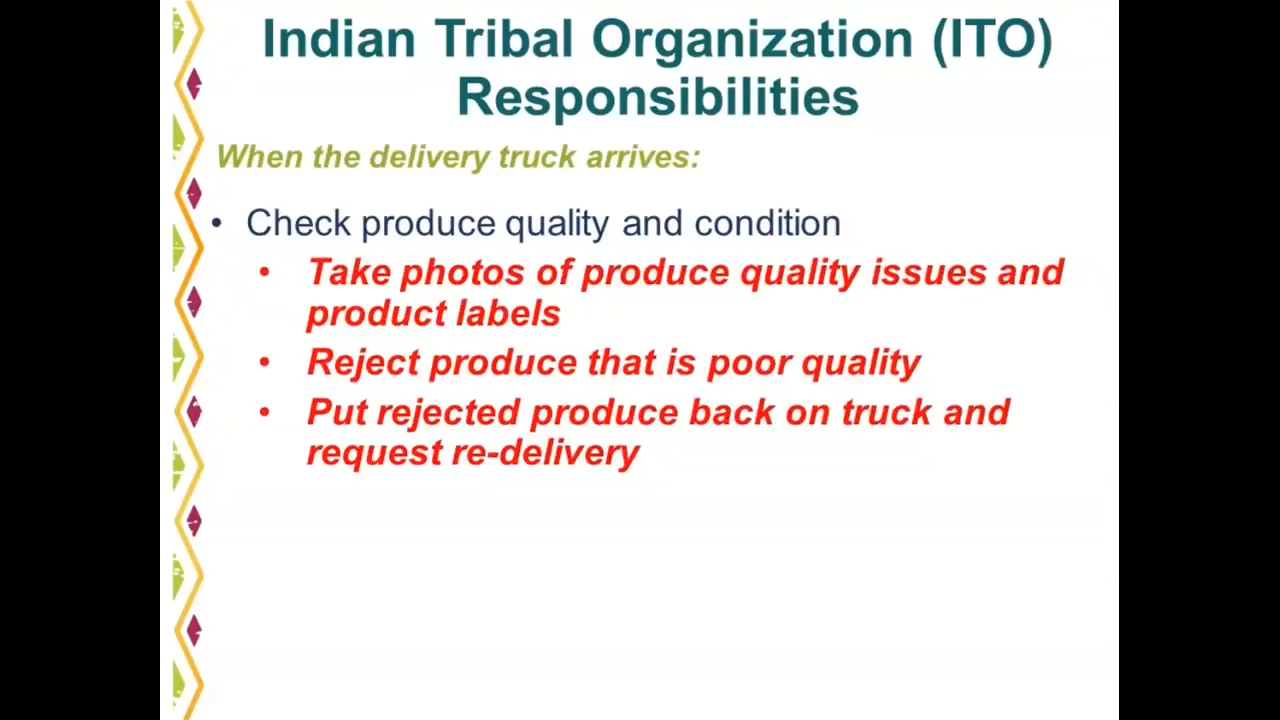 Indian Tribal Organization (ITO)
Responsibilities
When the delivery truck arrives:
• Check produce quality and condition
• Take photos of produce quality issues and
product labels
• Reject produce that is poor quality
• Put rejected produce back on truck and
request re-delivery